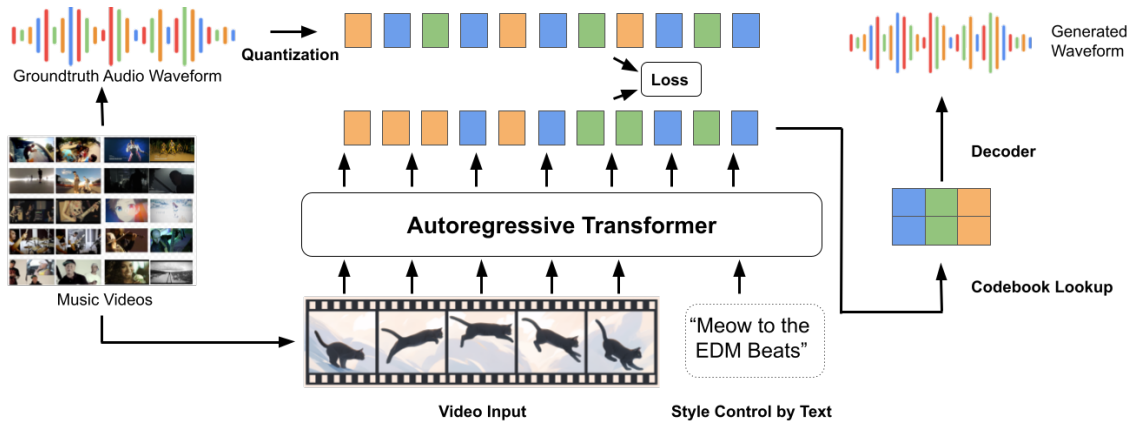 Groundtruth Audio Waveform
Quantization
Loss
Generated
Waveform
Music Videos
Autoregressive Transformer
Decoder
Codebook Lookup
“Meow to the
EDM Beats”
Video Input
Style Control by Text